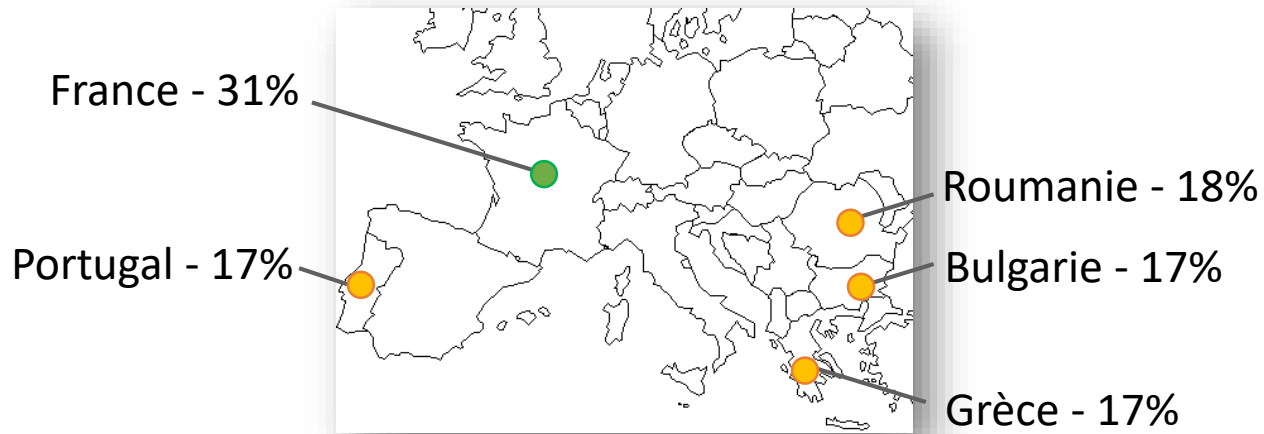 France - 31%
Roumanie - 18%
Portugal - 17%
Bulgarie - 17%
Grèce - 17%